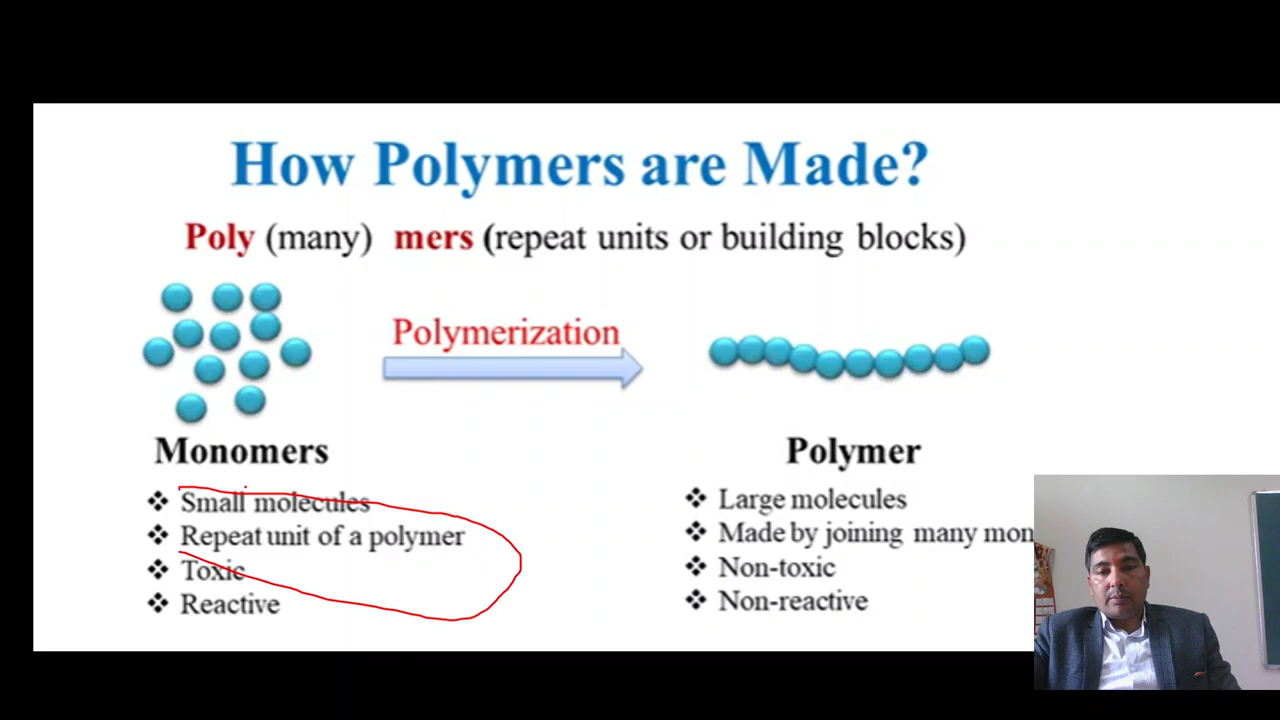 How Polymers are Made?
Poly (many) mers (repeat units or building blocks)
Polymerization
Monomers
❖ Small molecules
❖ Repeat unit of a polymer
❖ Toxic
❖ Reactive
Polymer
❖ Large molecules
❖ Made by joining many mon
❖ Non-toxic
❖ Non-reactive